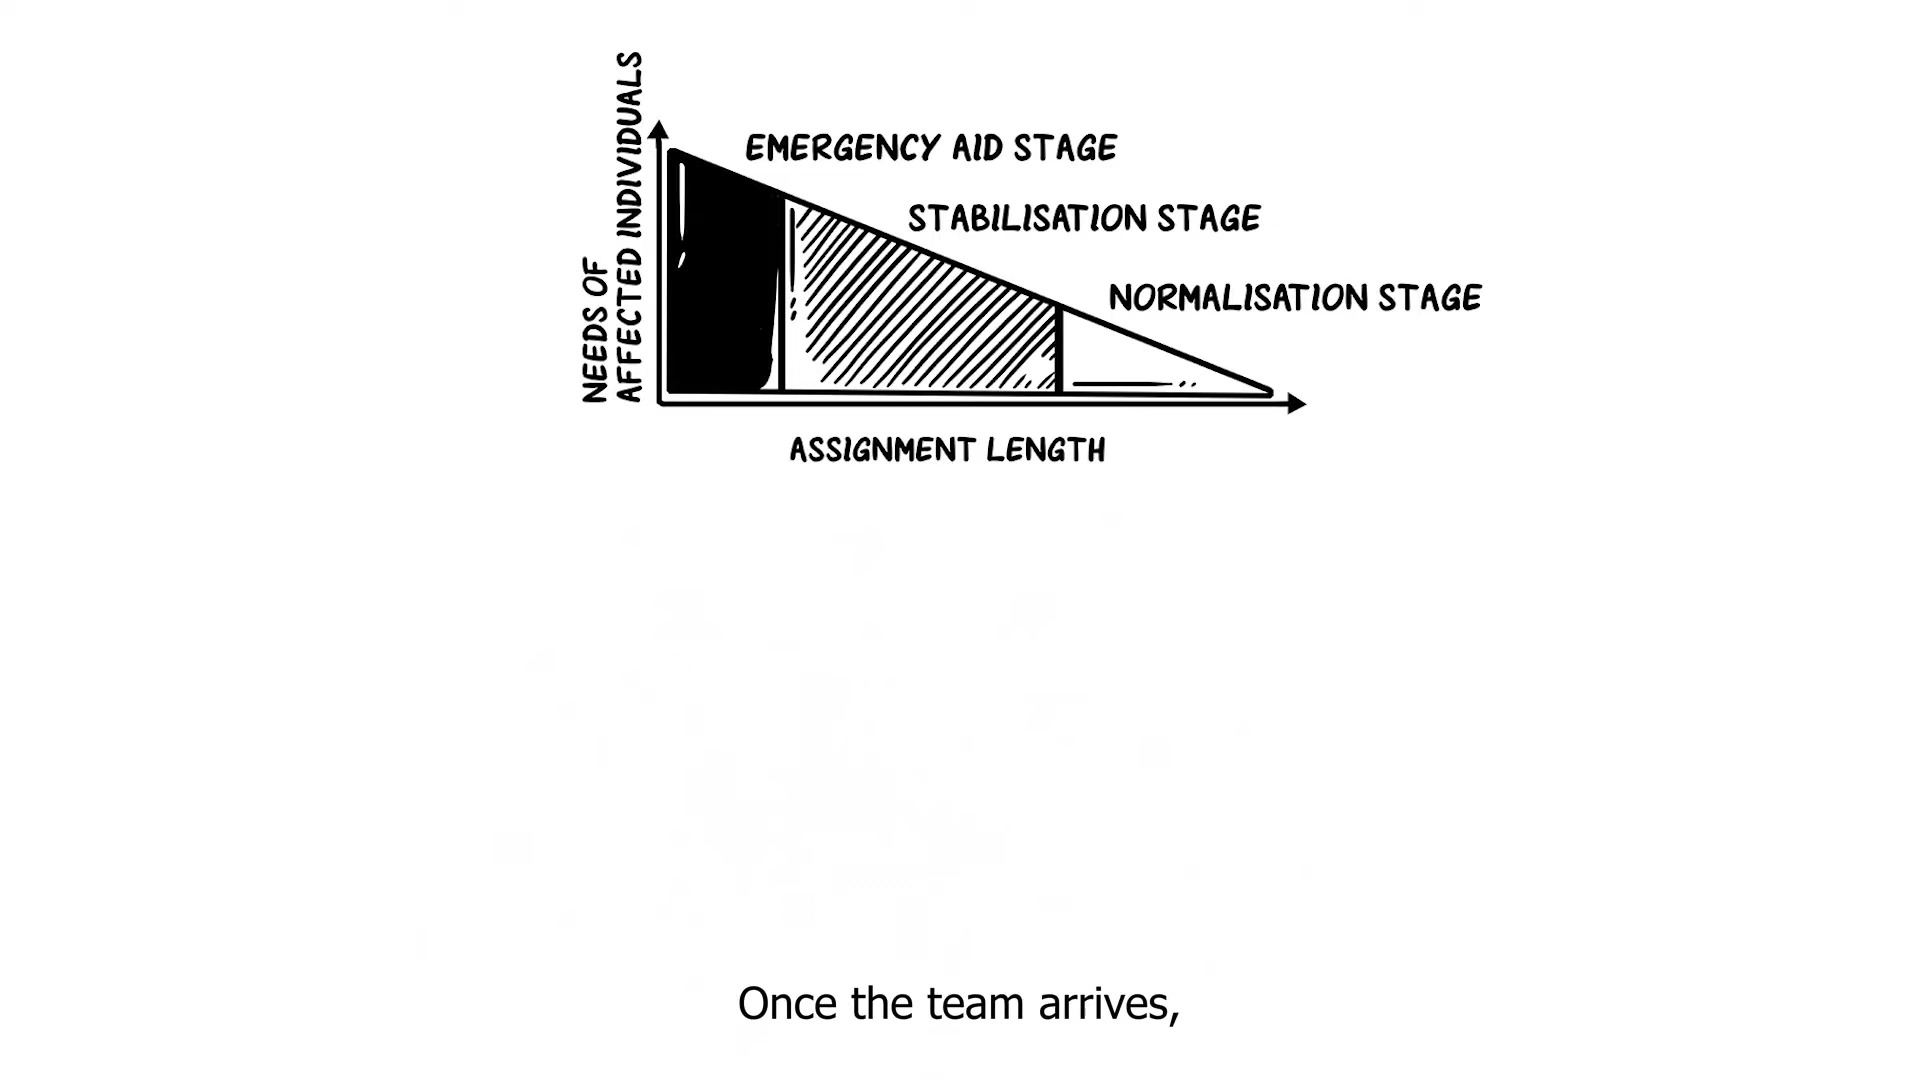 NEEDS OF
AFFECTED INDIVIDUALS
EMERGENCY AID STAGE
STABILISATION STAGE
NORMALISATION STAGE
ASSIGNMENT LENGTH
Once the team arrives,